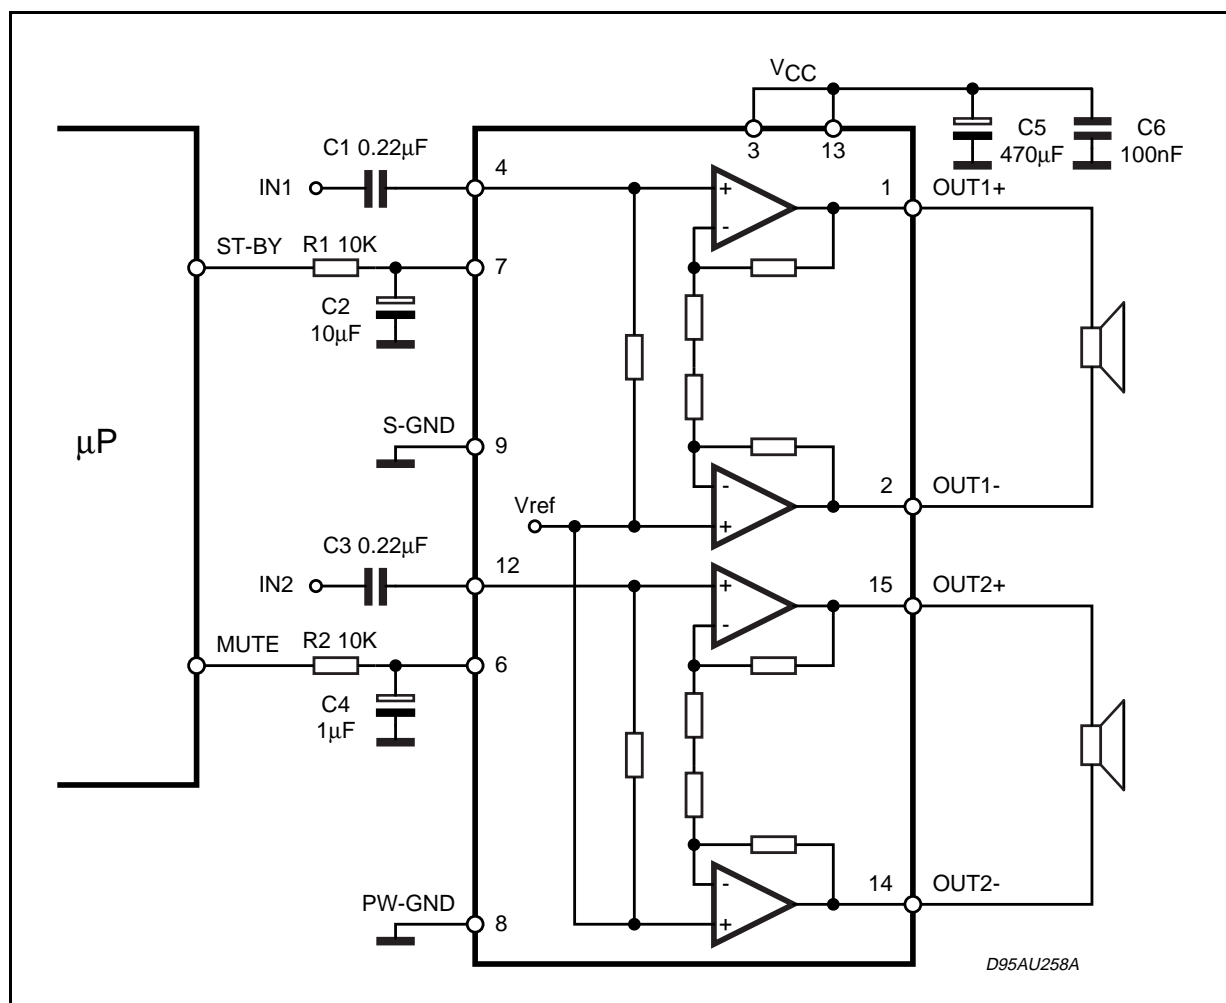 VCC
C1 0.22µF
C5
470µF
C6
100nF
3
13
IN1
4
+
-
1
OUT1+
ST-BY
R1 10K
7
C2
10µF
µP
S-GND
9
-
+
2
OUT1-
Vref
C3 0.22µF
IN2
12
+
-
15
OUT2+
MUTE
R2 10K
6
C4
1µF
PW-GND
8
-
+
14
OUT2-
D95AU258A